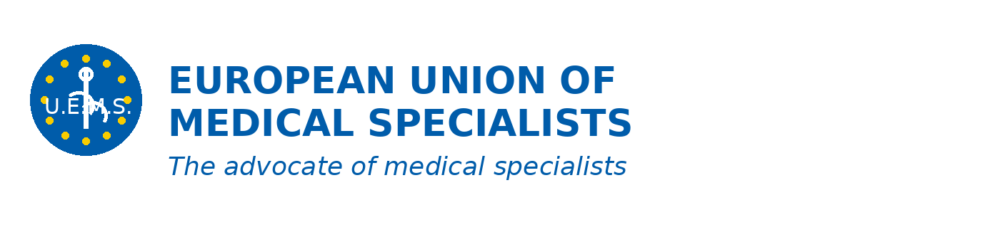 U.E.M.S.
EUROPEAN UNION OF
MEDICAL SPECIALISTS
The advocate of medical specialists